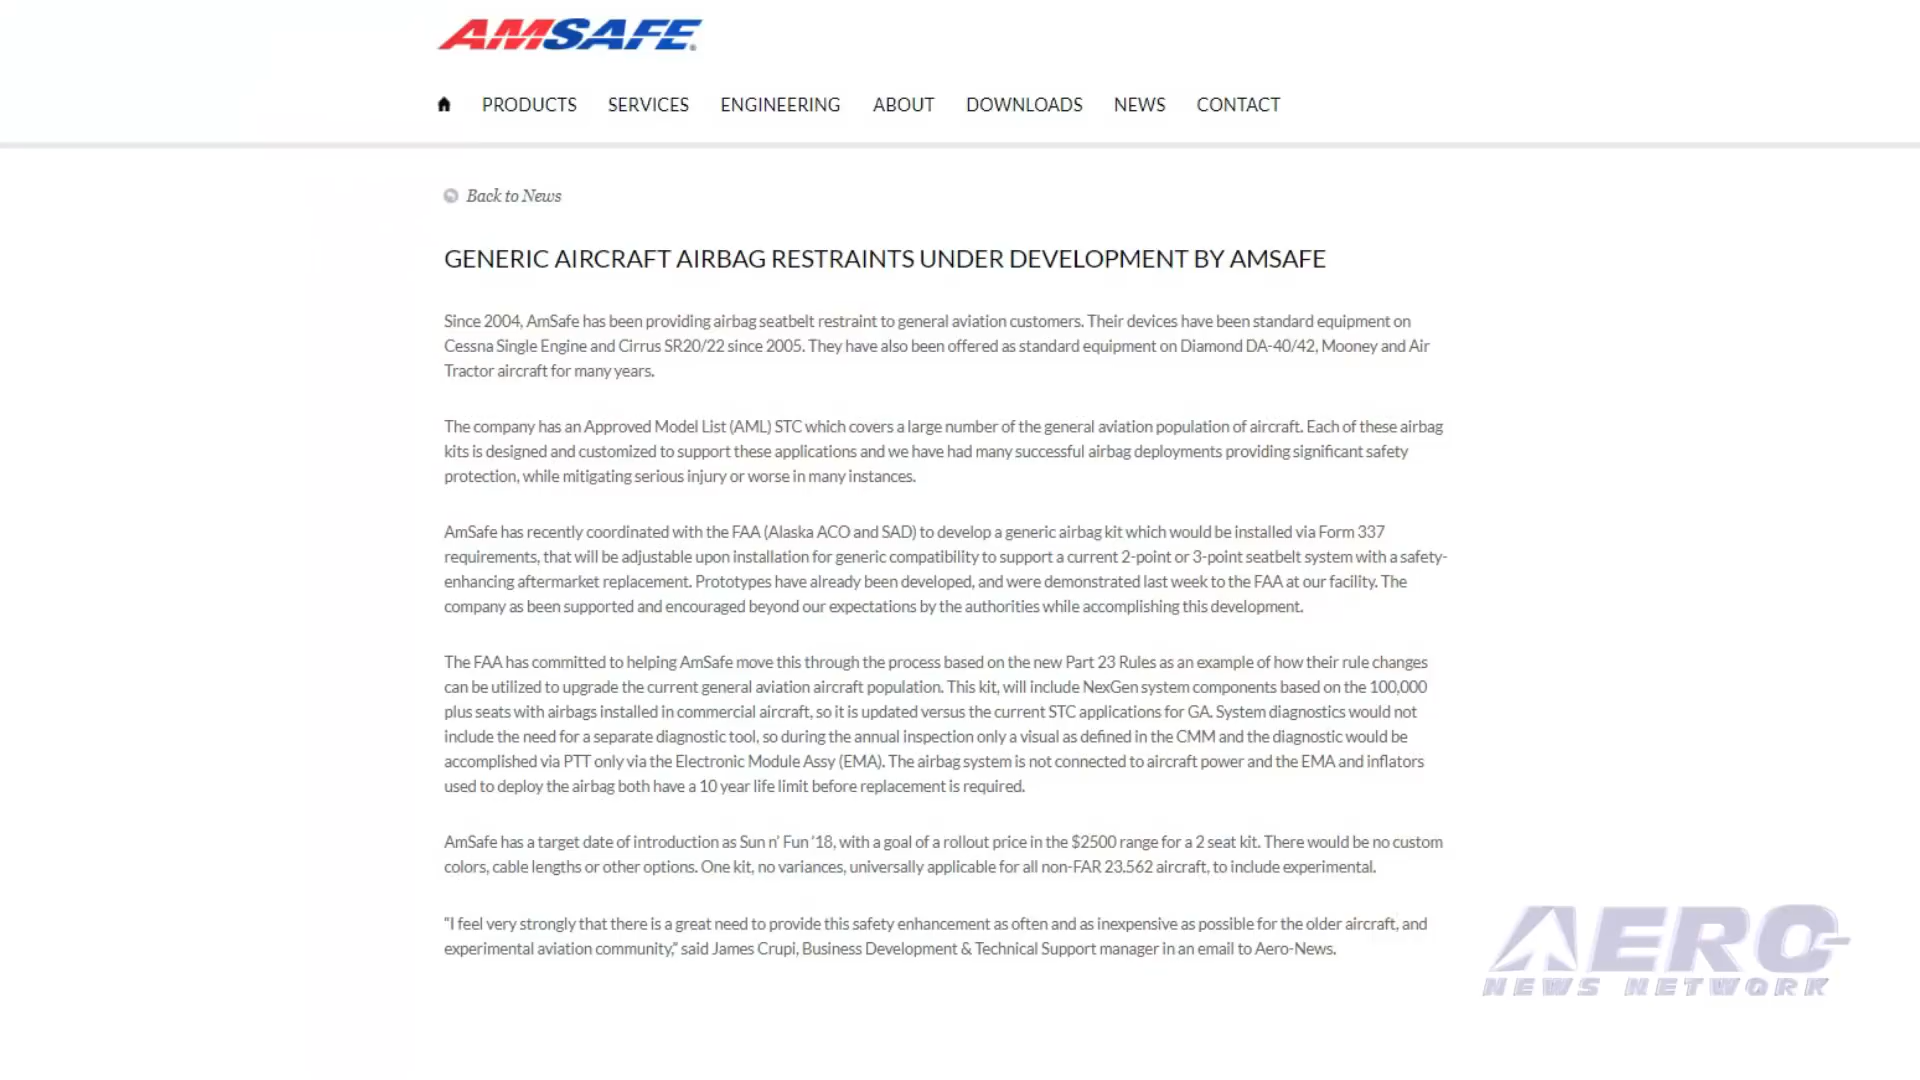 AMSAFE®
PRODUCTS SERVICES ENGINEERING ABOUT DOWNLOADS NEWS CONTACT
Back to News
GENERIC AIRCRAFT AIRBAG RESTRAINTS UNDER DEVELOPMENT BY AMSAFE
Since 2004, AmSafe has been providing airbag seatbelt restraint to general aviation customers. Their devices have been standard equipment on
Cessna Single Engine and Cirrus SR20/22 since 2005. They have also been offered as standard equipment on Diamond DA-40/42, Mooney and Air
Tractor aircraft for many years.
The company has an Approved Model List (AML) STC which covers a large number of the general aviation population of aircraft. Each of these airbag
kits is designed and customized to support these applications and we have had many successful airbag deployments providing significant safety
protection, while mitigating serious injury or worse in many instances.
AmSafe has recently coordinated with the FAA (Alaska ACO and SAD) to develop a generic airbag kit which would be installed via Form 337
requirements, that will be adjustable upon installation for generic compatibility to support a current 2-point or 3-point seatbelt system with a safety-
enhancing aftermarket replacement. Prototypes have already been developed, and were demonstrated last week to the FAA at our facility. The
company as been supported and encouraged beyond our expectations by the authorities while accomplishing this development.
The FAA has committed to helping AmSafe move this through the process based on the new Part 23 Rules as an example of how their rule changes
can be utilized to upgrade the current general aviation aircraft population. This kit, will include NexGen system components based on the 100,000
plus seats with airbags installed in commercial aircraft, so it is updated versus the current STC applications for GA. System diagnostics would not
include the need for a separate diagnostic tool, so during the annual inspection only a visual as defined in the CMM and the diagnostic would be
accomplished via PTT only via the Electronic Module Assy (EMA). The airbag system is not connected to aircraft power and the EMA and inflators
used to deploy the airbag both have a 10 year life limit before replacement is required.
AmSafe has a target date of introduction as Sun n' Fun '18, with a goal of a rollout price in the $2500 range for a 2 seat kit. There would be no custom
colors, cable lengths or other options. One kit, no variances, universally applicable for all non-FAR 23.562 aircraft, to include experimental.
"I feel very strongly that there is a great need to provide this safety enhancement as often and as inexpensive as possible for the older aircraft, and
experimental aviation community," said James Crupi, Business Development & Technical Support manager in an email to Aero-News.
AERO-
NEWS NETWORK